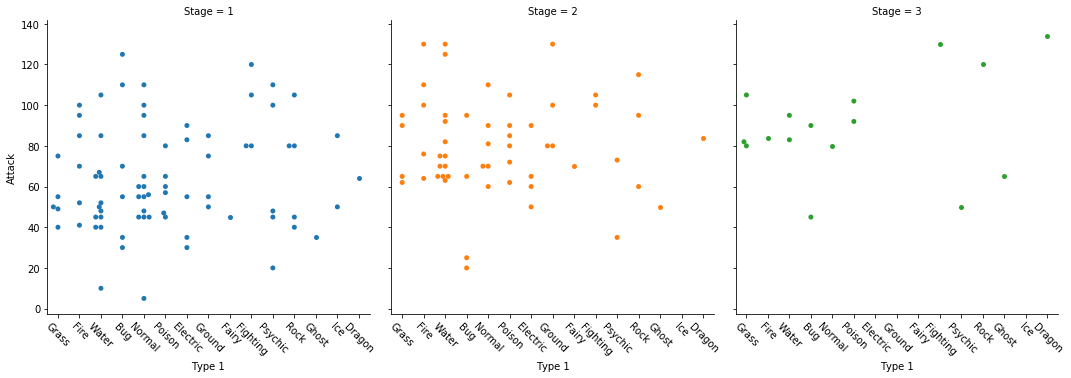 Stage = 1
Stage = 2
Stage = 3
140
120
100
80
60
40
20
0
Attack
Grass
Fire
Water
Bug
Normal
Poison
Electric
Ground
Fairy
Fighting
Psychic
Rock
Ghost
Ice
Dragon
Grass
Fire
Water
Bug
Normal
Poison
Electric
Ground
Fairy
Fighting
Psychic
Rock
Ghost
Ice
Dragon
Grass
Fire
Water
Bug
Normal
Poison
Electric
Ground
Fairy
Fighting
Psychic
Rock
Ghost
Ice
Dragon
Type 1
Type 1
Type 1